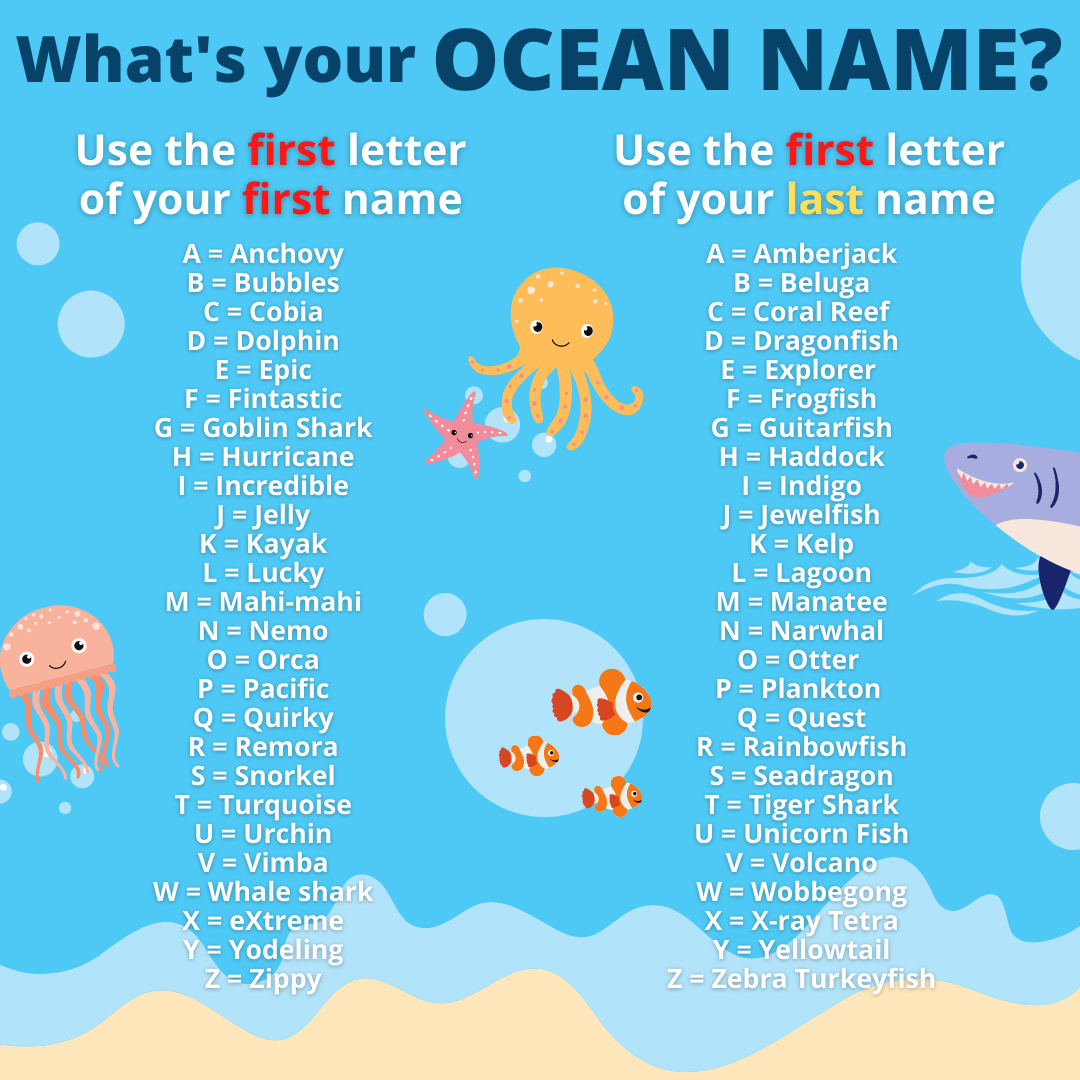 What's your OCEAN NAME?
Use the first letter
of your first name
A = Anchovy
B = Bubbles
C = Cobia
D = Dolphin
E = Epic
F = Fintastic
G = Goblin Shark
H = Hurricane
I = Incredible
J = Jelly
K = Kayak
L = Lucky
M = Mahi-mahi
N = Nemo
O = Orca
P = Pacific
Q = Quirky
R = Remora
S = Snorkel
T = Turquoise
U = Urchin
V = Vimba
W = Whale shark
X = eXtreme
Y = Yodeling
Z = Zippy
Use the first letter
of your last name
A = Amberjack
B = Beluga
C = Coral Reef
D = Dragonfish
E = Explorer
F = Frogfish
G = Guitarfish
H = Haddock
I = Indigo
J = Jewelfish
K = Kelp
L = Lagoon
M = Manatee
N = Narwhal
O = Otter
P = Plankton
Q = Quest
R = Rainbowfish
S = Seadragon
T = Tiger Shark
U = Unicorn Fish
V = Volcano
W = Wobbegong
X = X-ray Tetra
Y = Yellowtail
Z = Zebra Turkeyfish